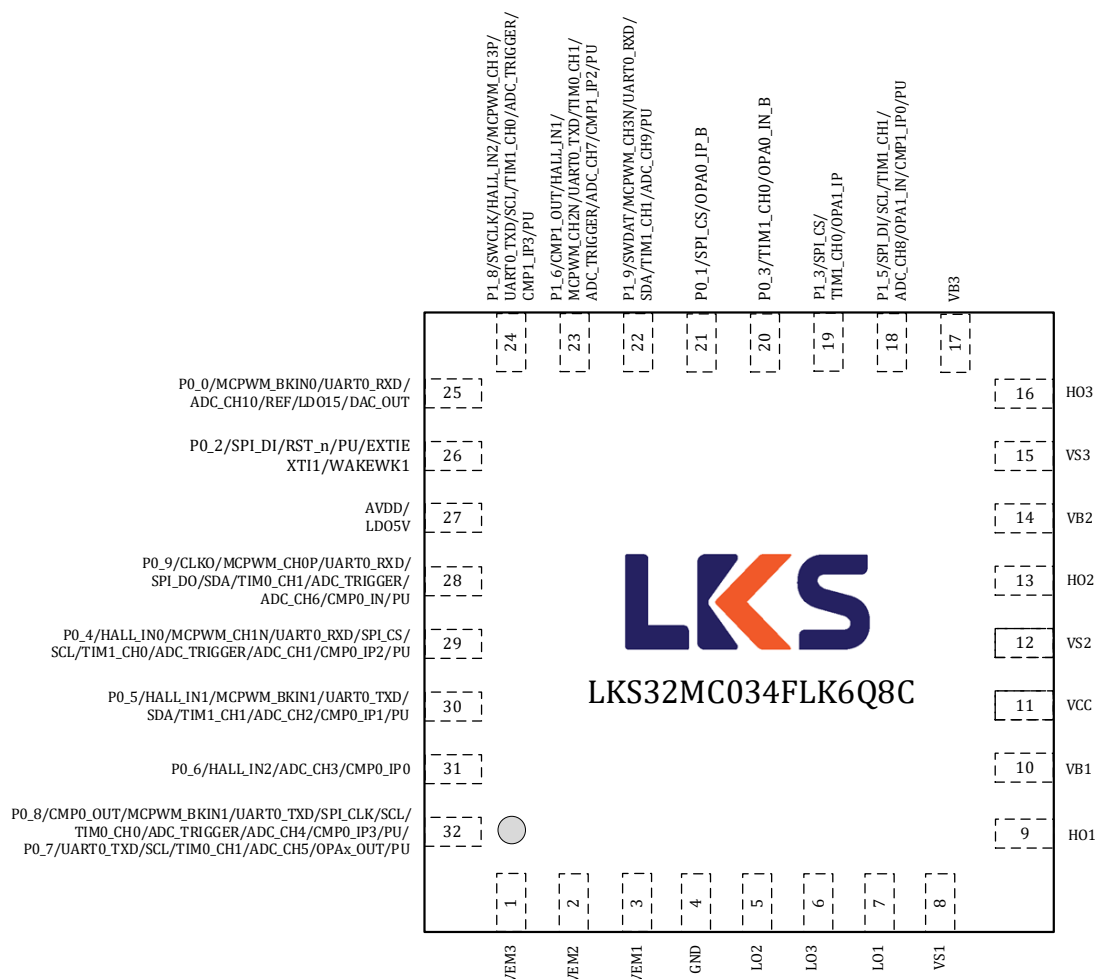 P1_8/SWCLK/HALL_IN2/MCPWM_CH3P/
UART0_TXD/SCL/TIM1_CH0/ADC_TRIGGER/
CMP1_IP3/PU
P1_6/CMP1_OUT/HALL_IN1/
MCPWM_CH2N/UART0_TXD/TIM0_CH1/
ADC_TRIGGER/ADC_CH7/CMP1_IP2/PU
P1_9/SWDAT/MCPWM_CH3N/UART0_RXD/
SDA/TIM1_CH1/ADC_CH9/PU
P0_1/SPI_CS/OPA0_IP_B
P0_3/TIM1_CH0/OPA0_IN_B
P1_3/SPI_CS/
TIM1_CH0/OPA1_IP
P1_5/SPI_DI/SCL/TIM1_CH1/
ADC_CH8/OPA1_IN/CMP1_IP0/PU
VB3
24
23
22
21
20
19
18
17
P0_0/MCPWM_BKIN0/UART0_RXD/
ADC_CH10/REF/LDO15/DAC_OUT
25
16
HO3
P0_2/SPI_DI/RST_n/PU/EXTIE
XTI1/WAKEWK1
26
15
VS3
AVDD/
LDO5V
27
14
VB2
P0_9/CLKO/MCPWM_CH0P/UART0_RXD/
SPI_DO/SDA/TIM0_CH1/ADC_TRIGGER/
ADC_CH6/CMP0_IN/PU
28
LKS
13
HO2
P0_4/HALL_IN0/MCPWM_CH1N/UART0_RXD/SPI_CS/
SCL/TIM1_CH0/ADC_TRIGGER/ADC_CH1/CMP0_IP2/PU
29
12
VS2
LKS32MC034FLK6Q8C
P0_5/HALL_IN1/MCPWM_BKIN1/UART0_TXD/
SDA/TIM1_CH1/ADC_CH2/CMP0_IP1/PU
30
11
VCC
P0_6/HALL_IN2/ADC_CH3/CMP0_IP0
31
10
VB1
P0_8/CMP0_OUT/MCPWM_BKIN1/UART0_TXD/SPI_CLK/SCL/
TIM0_CH0/ADC_TRIGGER/ADC_CH4/CMP0_IP3/PU/
P0_7/UART0_TXD/SCL/TIM0_CH1/ADC_CH5/OPAx_OUT/PU
32
9
HO1
1
2
3
4
5
6
7
8
VEM3
VEM2
VEM1
GND
LO2
LO3
LO1
VS1